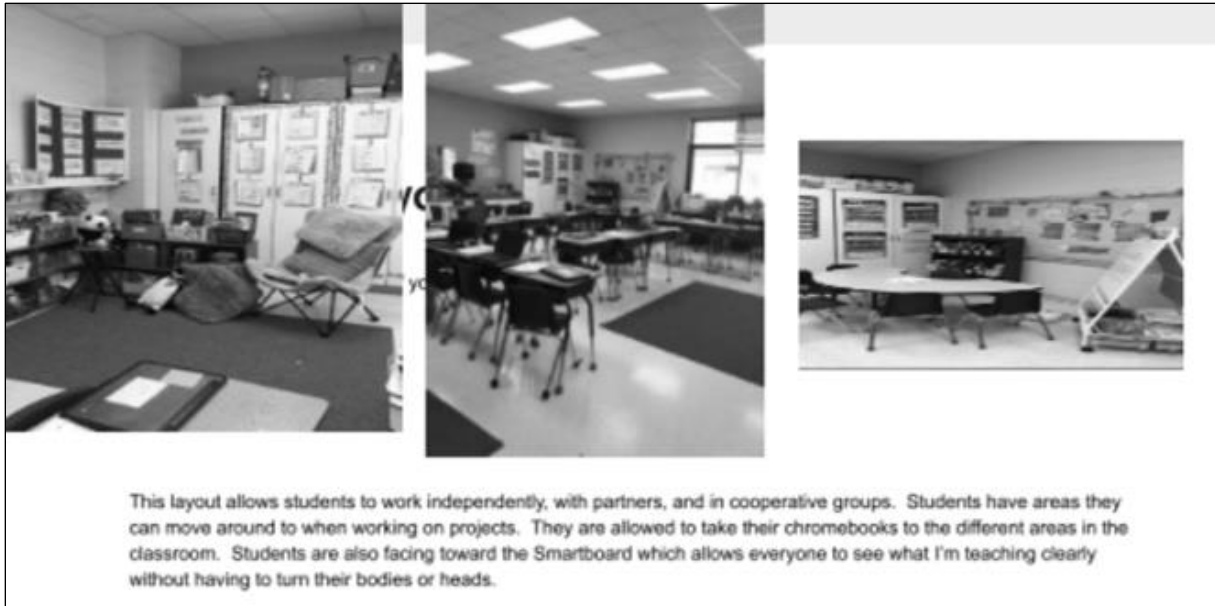 This layout allows students to work independently, with partners, and in cooperative groups.  Students have areas they
can move around to when working on projects.  They are allowed to take their chromebooks to the different areas in the
classroom.  Students are also facing toward the Smartboard which allows everyone to see what I'm teaching clearly
without having to turn their bodies or heads.